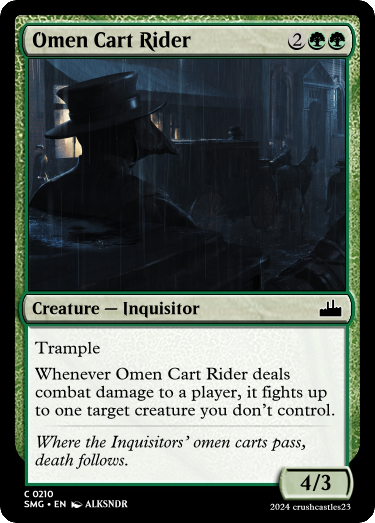 Omen Cart Rider 2
Creature — Inquisitor
Trample
Whenever Omen Cart Rider deals
combat damage to a player, it fights up
to one target creature you don't control.
Where the Inquisitors' omen carts pass,
death follows.
4/3
C 0210
SMG • EN ALKSNDR
2024 crushcastles23